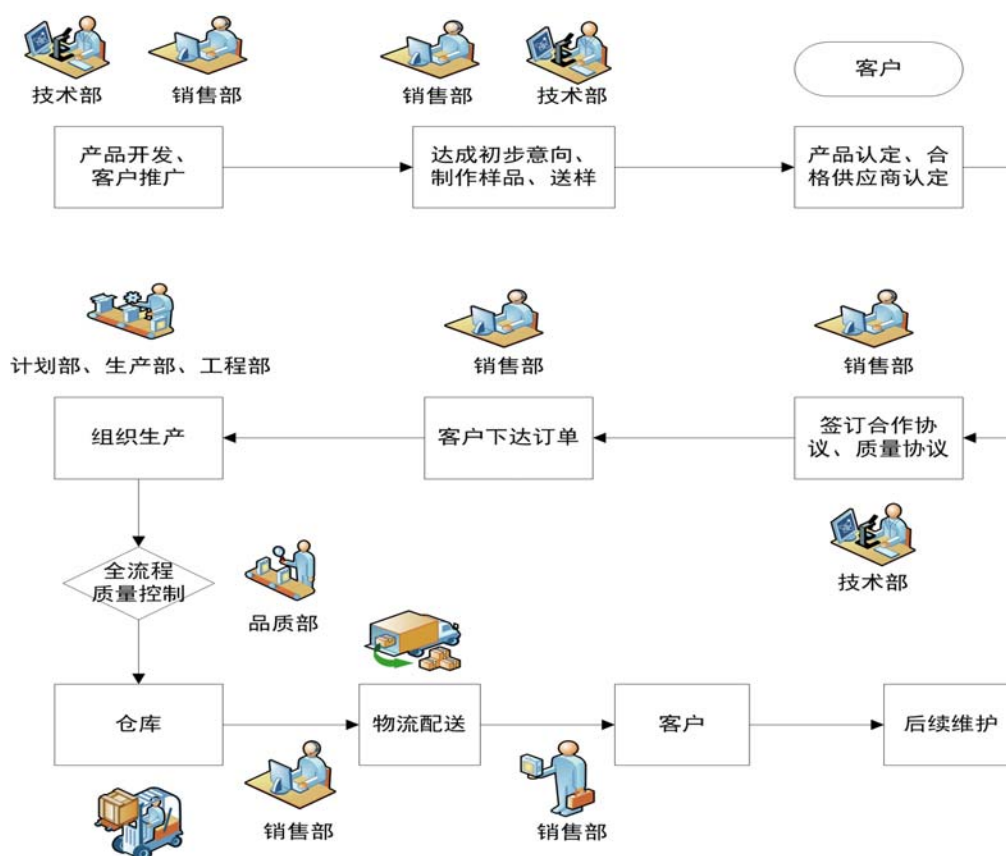 技术部
销售部
销售部
技术部
客户
产品开发、
客户推广
达成初步意向、
制作样品、送样
产品认定、合
格供应商认定
计划部、生产部、工程部
销售部
销售部
组织生产
客户下达订单
签订合作协
议、质量协议
技术部
全流程
质量控制
品质部
仓库
物流配送
客户
后续维护
销售部
销售部